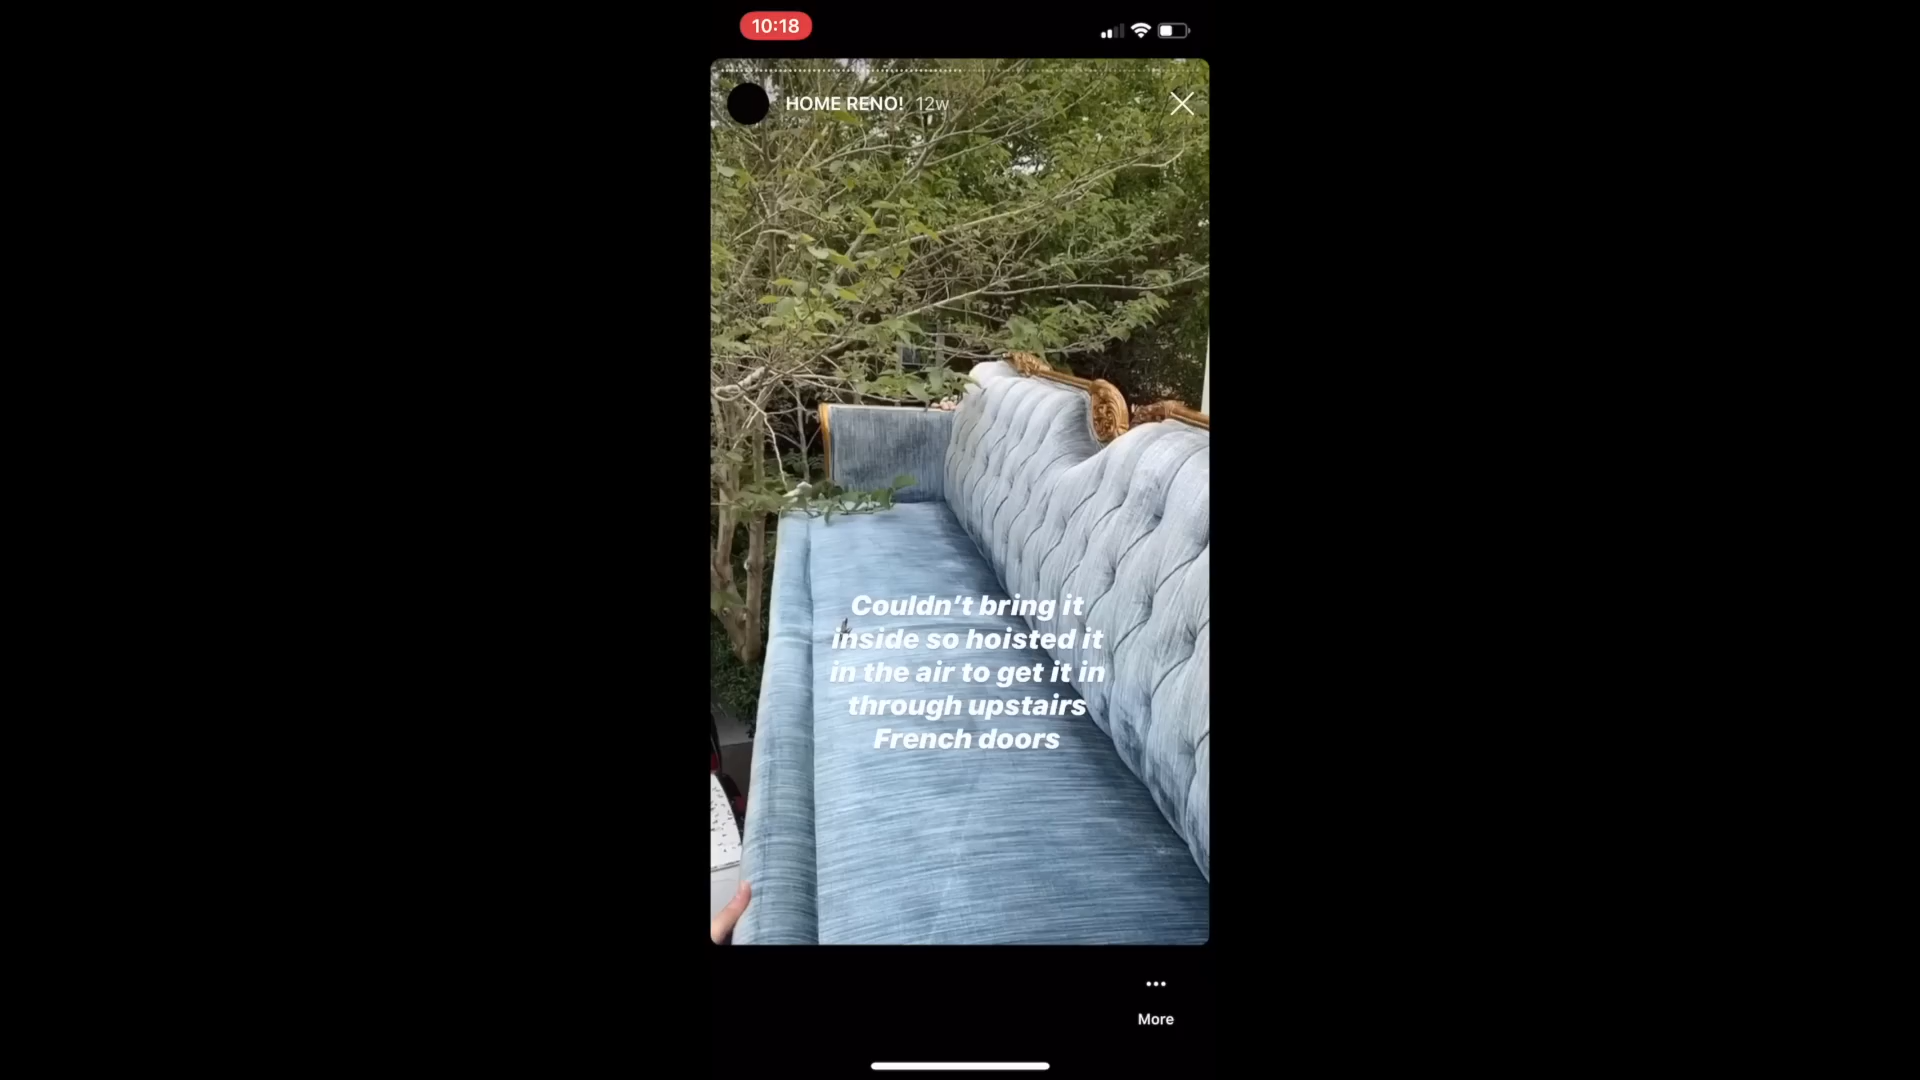 10:18
HOME RENO! 12w
Couldn't bring it
inside so hoisted it
in the air to get it in
through upstairs
French doors
More